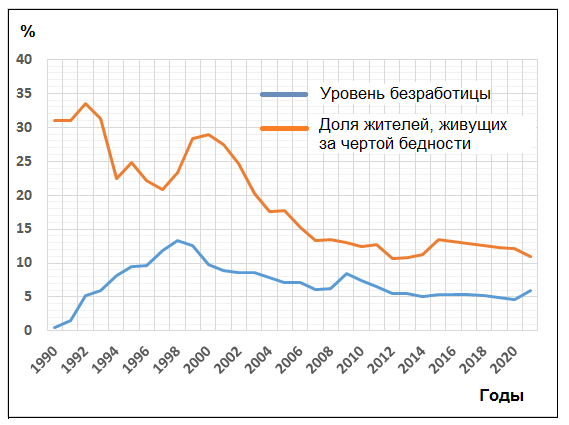 %
40
35
30
25
20
15
10
5
0
Уровень безработицы
Доля жителей, живущих
за чертой бедности
1990 1992 1994 1996 1998 2000 2002 2004 2006 2008 2010 2012 2014 2016 2018 2020
Годы